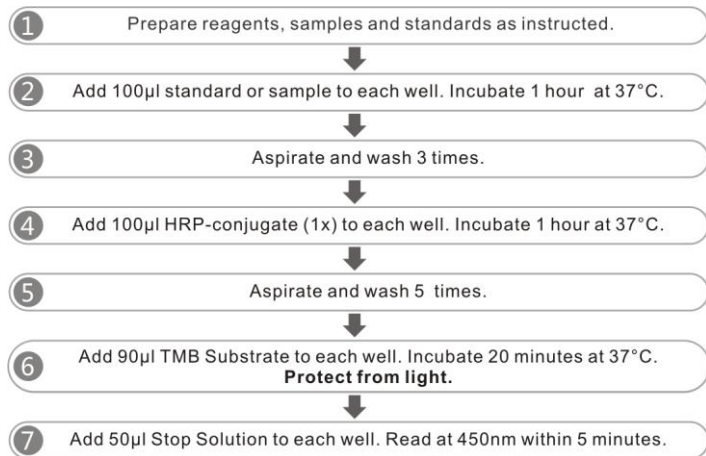 1 Prepare reagents, samples and standards as instructed.
2 Add 100μl standard or sample to each well. Incubate 1 hour at 37°C.
3 Aspirate and wash 3 times.
4 Add 100μl HRP-conjugate (1x) to each well. Incubate 1 hour at 37°C.
5 Aspirate and wash 5 times.
6 Add 90μl TMB Substrate to each well. Incubate 20 minutes at 37°C.
Protect from light.
7 Add 50μl Stop Solution to each well. Read at 450nm within 5 minutes.